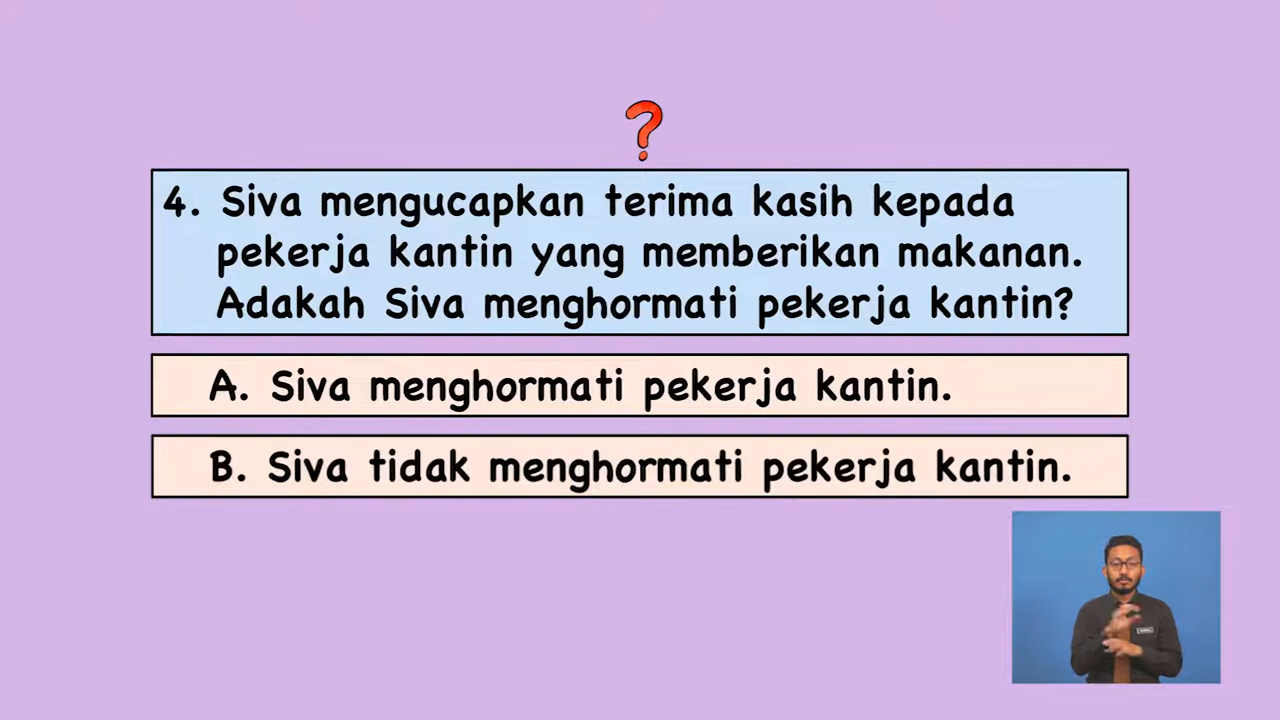 ?
4. Siva mengucapkan terima kasih kepada
pekerja kantin yang memberikan makanan.
Adakah Siva menghormati pekerja kantin?
A. Siva menghormati pekerja kantin.
B. Siva tidak menghormati pekerja kantin.